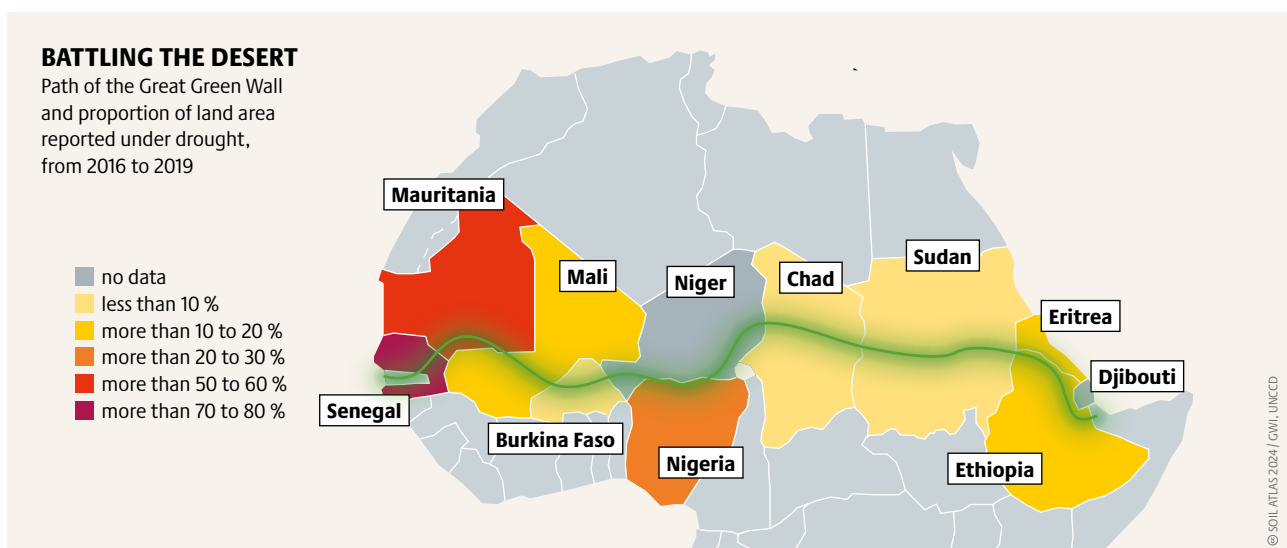 BATTLING THE DESERT
Path of the Great Green Wall
and proportion of land area
reported under drought,
from 2016 to 2019
no data
less than 10 %
more than 10 to 20 %
more than 20 to 30 %
more than 50 to 60 %
more than 70 to 80 %
Mauritania
Mali
Niger
Chad
Sudan
Eritrea
Djibouti
Senegal
Burkina Faso
Nigeria
Ethiopia
SOIL ATLAS 2024 / GWI, UNCCD